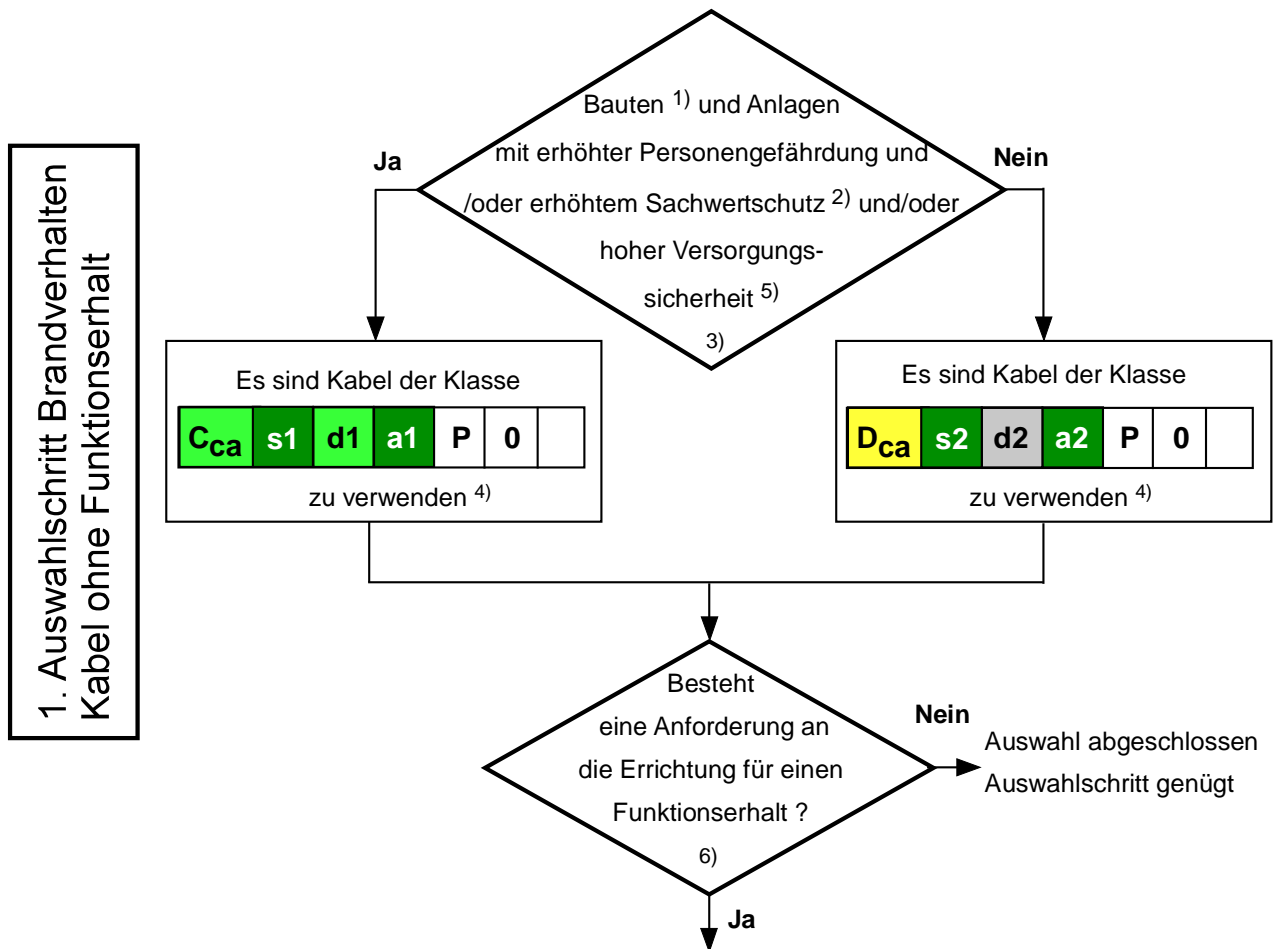 1. Auswahlschritt Brandverhalten
Kabel ohne Funktionserhalt
Bauten 1) und Anlagen
mit erhöhter Personengefährdung und
/oder erhöhtem Sachwertschutz 2) und/oder
hoher Versorgungs-
sicherheit 5)
3)
Ja
Nein
Es sind Kabel der Klasse
Cca s1 d1 a1 P 0
zu verwenden 4)
Es sind Kabel der Klasse
Dca s2 d2 a2 P 0
zu verwenden 4)
Besteht
eine Anforderung an
die Errichtung für einen
Funktionserhalt ?
6)
Nein
Auswahl abgeschlossen
Auswahlschritt genügt
Ja